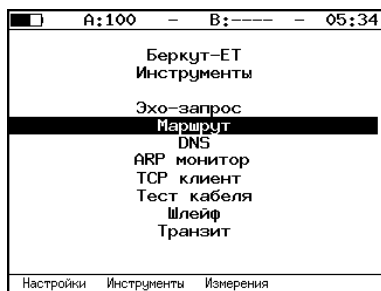 A:100 – B:---- – 05:34
Беркут-ЕТ
Инструменты
Эхо-запрос
Маршрут
DNS
ARP монитор
TCP клиент
Тест кабеля
Шлейф
Транзит
Настройки Инструменты Измерения